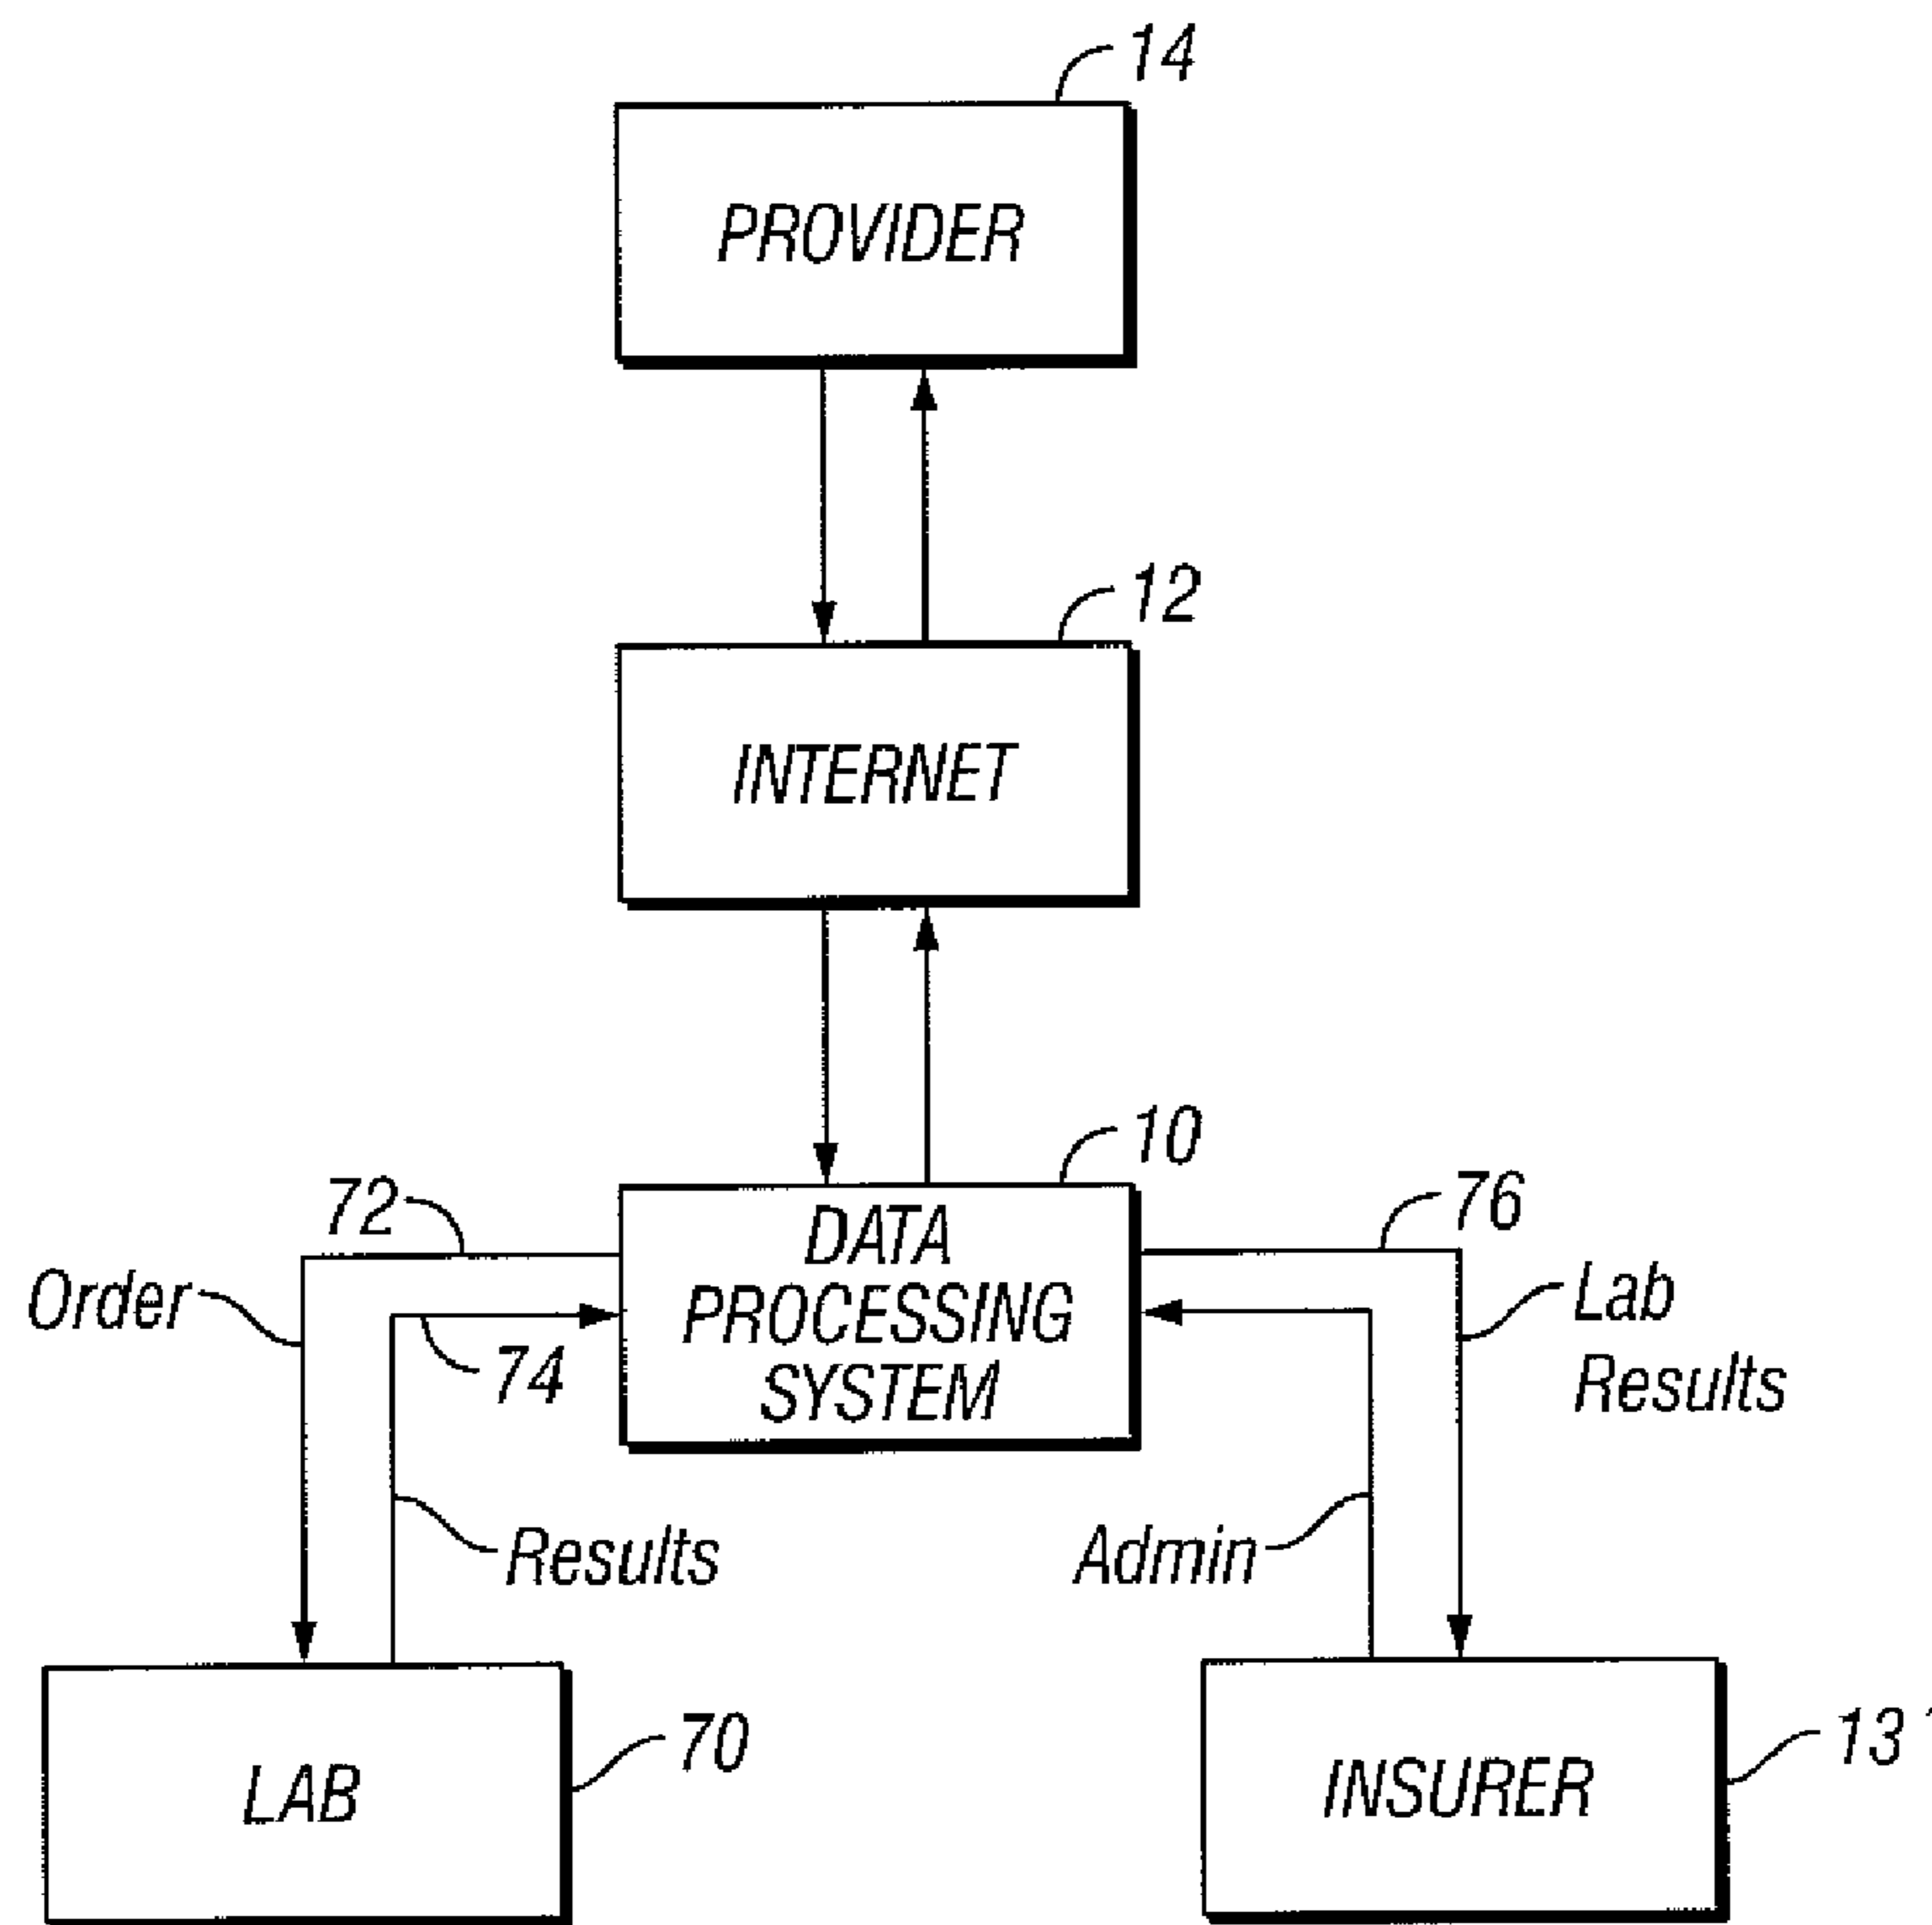 14
PROVIDER
12
INTERNET
10
DATA
PROCESSING
SYSTEM
72
76
Order
74
Lab
Results
Results
Admin
70
13
LAB
INSURER